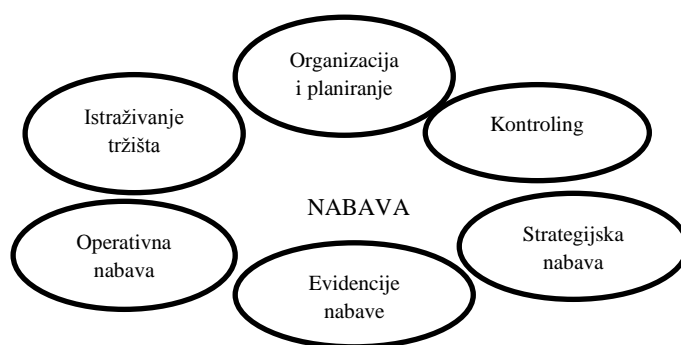 Organizacija
i planiranje
Istraživanje
tržišta
Kontroling
NABAVA
Operativna
nabava
Strategijska
nabava
Evidencije
nabave